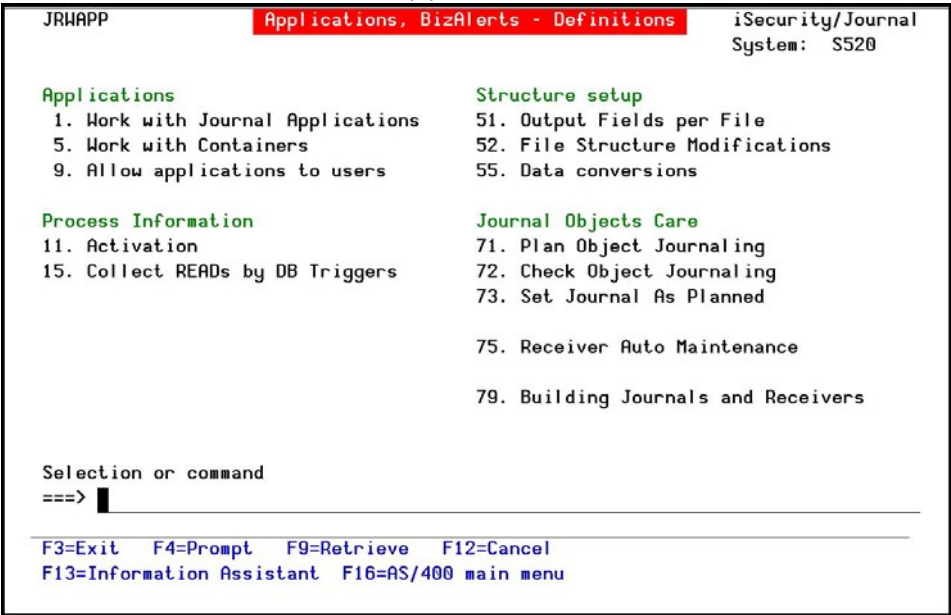 JRWAPP Applications, BizAlerts - Definitions iSecurity/Journal
System: S520
Applications
1. Work with Journal Applications
5. Work with Containers
9. Allow applications to users
Process Information
11. Activation
15. Collect READs by DB Triggers
Structure setup
51. Output Fields per File
52. File Structure Modifications
55. Data conversions
Journal Objects Care
71. Plan Object Journaling
72. Check Object Journaling
73. Set Journal As Planned
75. Receiver Auto Maintenance
79. Building Journals and Receivers
Selection or command
===>
F3=Exit F4=Prompt F9=Retrieve F12=Cancel
F13=Information Assistant F16=AS/400 main menu